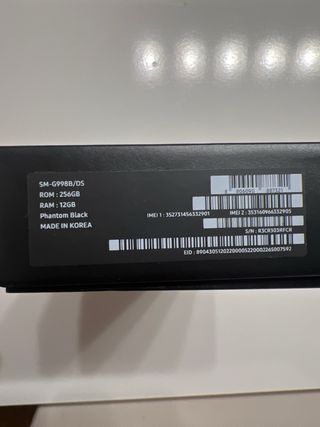 SM-G998B/DS
ROM : 256GB
RAM : 12GB
Phantom Black
MADE IN KOREA
IMEI 1 : 352731456332901
IMEI 2 : 353160966332905
S/N : R3CR303RFCR
EID : 89043051202200005220002265007592